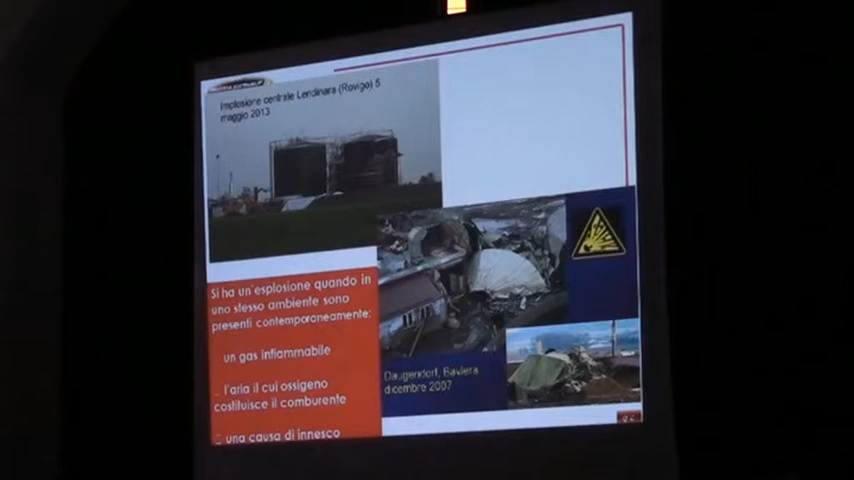 Implosione centrale Lendinara (Rovigo) 5
maggio 2013
Si ha un'esplosione quando in
uno stesso ambiente sono
presenti contemporaneamente:
un gas infiammabile
l'aria il cui ossigeno
costituisce il comburente
una causa di innesco
Daugendorf, Baviera
dicembre 2007